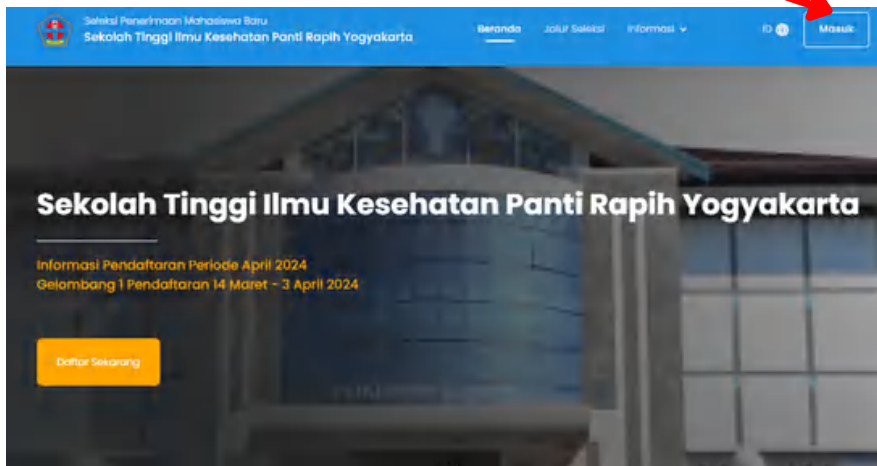 Seleksi Penerimaan Mahasiswa Baru
Sekolah Tinggi Ilmu Kesehatan Panti Rapih Yogyakarta
Beranda
Jalur Seleksi
Informasi
ID
Masuk
Sekolah Tinggi Ilmu Kesehatan Panti Rapih Yogyakarta
Informasi Pendaftaran Periode April 2024
Gelombang 1 Pendaftaran 14 Maret - 3 April 2024
Daftar Sekarang